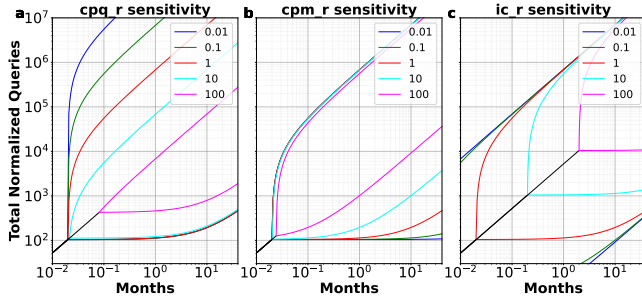 a cpq_r sensitivity
b cpm_r sensitivity
c ic_r sensitivity
Total Normalized Queries
10^7
10^6
10^5
10^4
10^3
10^2
0.01
0.1
1
10
100
0.01
0.1
1
10
100
0.01
0.1
1
10
100
10^−2 10^−1 10^0 10^1
10^−2 10^−1 10^0 10^1
10^−2 10^−1 10^0 10^1
Months
Months
Months